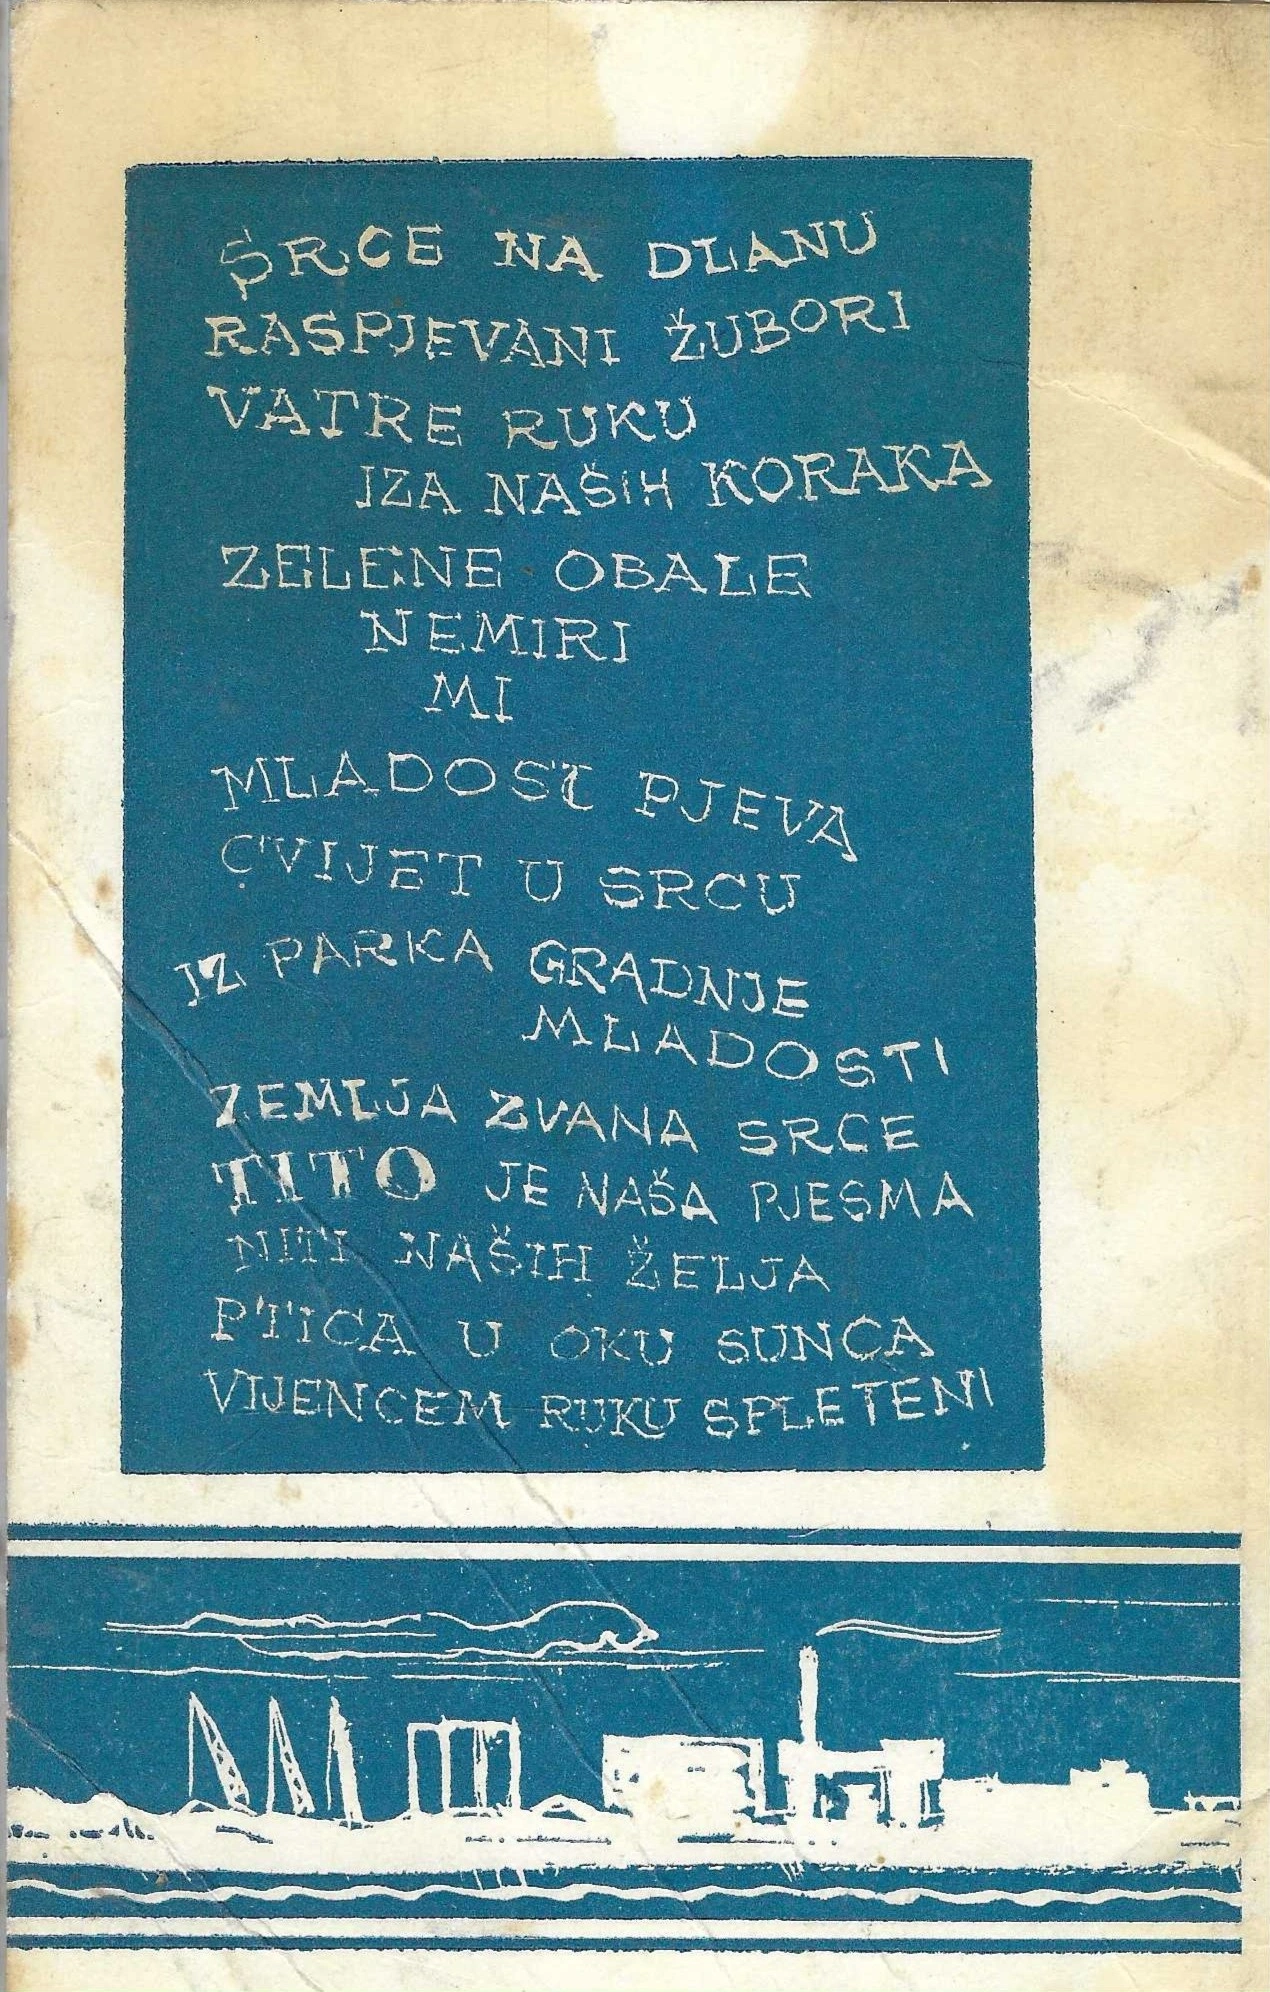 SRCE NA DLANU
RASPJEVANI ŽUBORI
VATRE RUKU
IZA NAŠIH KORAKA
ZELENE OBALE
NEMIRI
MI
MLADOST PJEVA
CVIJET U SRCU
IZ PARKA GRADNJE
MLADOSTI
ZEMLJA ZVANA SRCE
TITO JE NAŠA PJESMA
NITI NAŠIH ŽELJA
PTICA U OKU SUNCA
VIJENCEM RUKU SPLETENI